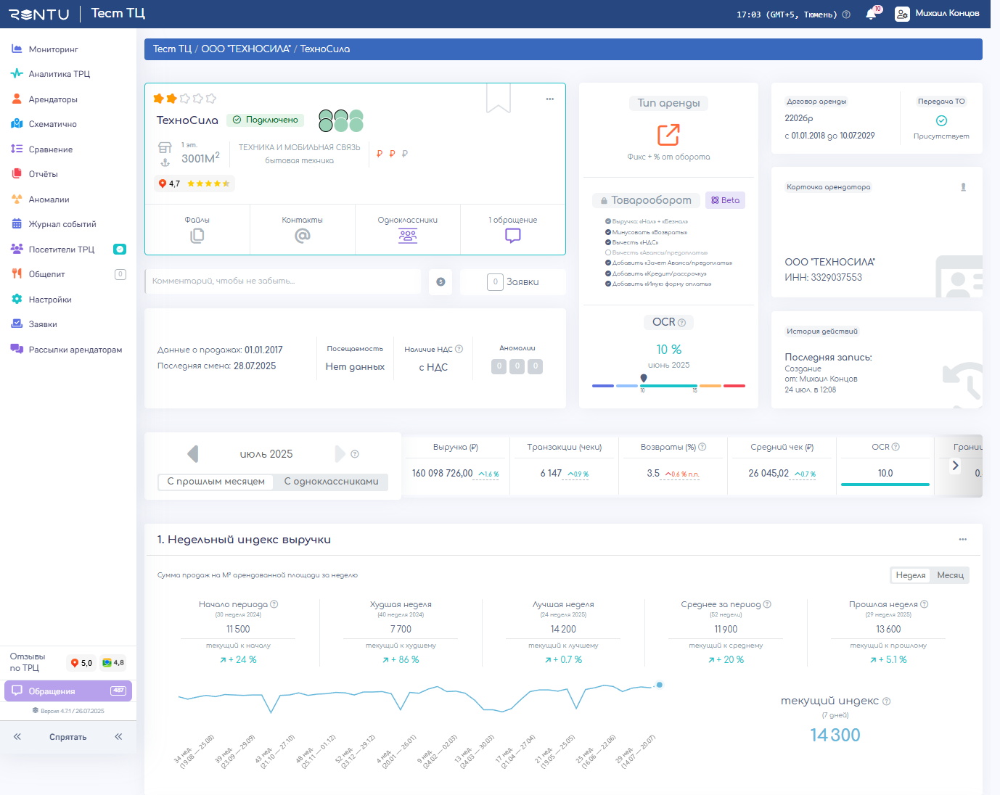 RENTU
Тест ТЦ
17:03 (GMT+5, Тюмень)
10
Михаил Концов
Мониторинг
Аналитика ТРЦ
Арендаторы
Схематично
Сравнение
Отчёты
Аномалии
Журнал событий
Посетители ТРЦ
Общепит
0
Настройки
Заявки
Рассылки арендаторам
Отзывы по ТРЦ
5,0
4,8
Обращения
487
Версия 4.7.1 / 26.07.2025
Спрятать
Тест ТЦ / ООО "ТЕХНОСИЛА" / ТехноСила
ТехноСила
Подключено
1 эт.
3001М²
ТЕХНИКА И МОБИЛЬНАЯ СВЯЗЬ
бытовая техника
₽ ₽ ₽
4,7
Файлы
Контакты
Одноклассники
1 обращение
Комментарий, чтобы не забыть...
0
Заявки
Данные о продажах: 01.01.2017
Последняя смена: 28.07.2025
Посещаемость
Нет данных
Наличие НДС
с НДС
Аномалии
0 0 0
Тип аренды
Фикс + % от оборота
Товарооборот
Beta
Выручка: «Нал» + «Безнал»
Минусовать «Возвраты»
Вычесть «НДС»
Вычесть «Авансы/предоплаты»
Добавить «Зачет Аванса/предоплаты»
Добавить «Кредит/рассрочку»
Добавить «Иную форму оплаты»
OCR
10 %
июнь 2025
10
15
Договор аренды
22026р
с 01.01.2018 до 10.07.2029
Передача ТО
Присутствует
Карточка арендатора
ООО "ТЕХНОСИЛА"
ИНН: 3329037553
История действий
Последняя запись:
Создание
от: Михаил Концов
24 июл. в 12:08
июль 2025
С прошлым месяцем
С одноклассниками
Выручка (₽)
160 098 726,00
1.6 %
Транзакции (чеки)
6 147
0.9 %
Возвраты (%)
3.5
0.6 % п.п.
Средний чек (₽)
26 045,02
0.7 %
OCR
10.0
Грани
0.
1. Недельный индекс выручки
Сумма продаж на М² арендованной площади за неделю
Неделя
Месяц
Начало периода
(30 неделя 2024)
11 500
текущий к началу
+ 24 %
Худшая неделя
(40 неделя 2024)
7 700
текущий к худшему
+ 86 %
Лучшая неделя
(24 неделя 2025)
14 200
текущий к лучшему
+ 0.7 %
Среднее за период
(52 недели)
11 900
текущий к среднему
+ 20 %
Прошлая неделя
(29 неделя 2025)
13 600
текущий к прошлому
+ 5.1 %
34 нед.
(19.08 — 25.08)
39 нед.
(23.09 — 29.09)
43 нед.
(21.10 — 27.10)
48 нед.
(25.11 — 01.12)
52 нед.
(23.12 — 29.12)
4 нед.
(20.01 — 26.01)
9 нед.
(24.02 — 02.03)
13 нед.
(24.03 — 30.03)
17 нед.
(21.04 — 27.04)
21 нед.
(19.05 — 25.05)
25 нед.
(16.06 — 22.06)
29 нед.
(14.07 — 20.07)
текущий индекс
(7 дней)
14 300